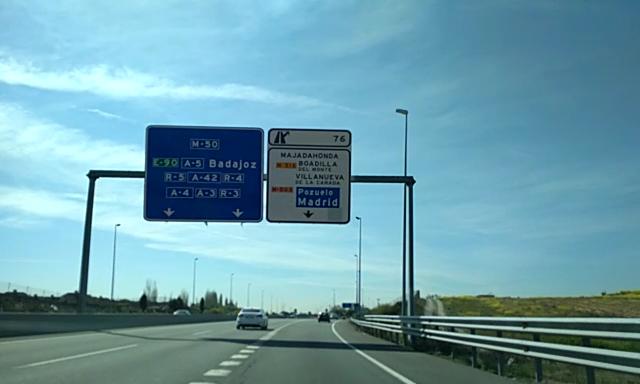 M-50
E-90 A-5 Badajoz
R-5 A-42 R-4
A-4 A-3 R-3
76
MAJADAHONDA
BOADILLA
DEL MONTE
VILLANUEVA
DE LA CAÑADA
M-503 Pozuelo
Madrid